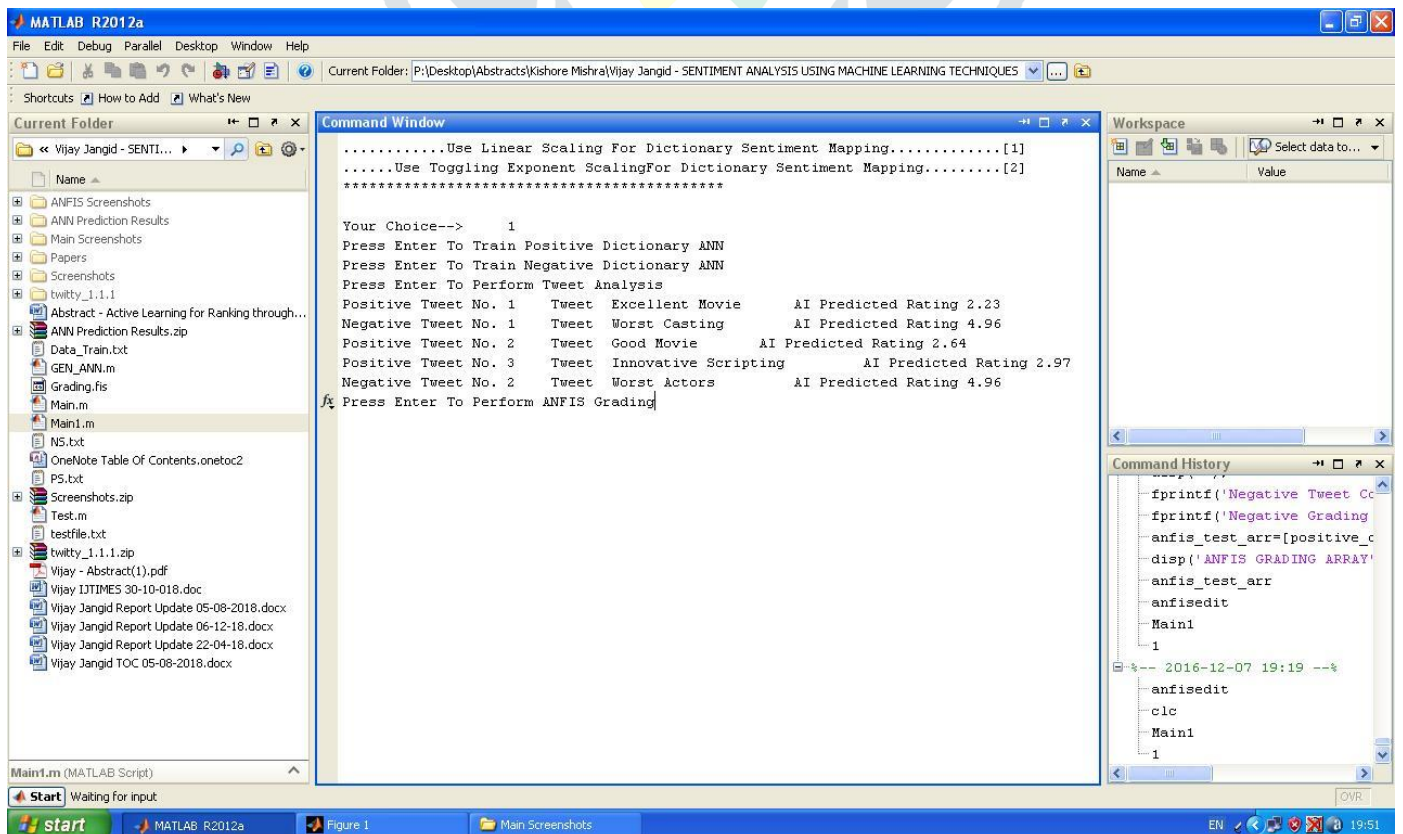 MATLAB R2012a
File Edit Debug Parallel Desktop Window Help
Current Folder: P:\Desktop\Abstracts\Kishore Mishra\Vijay Jangid - SENTIMENT ANALYSIS USING MACHINE LEARNING TECHNIQUES
Shortcuts How to Add What's New
Current Folder
« Vijay Jangid - SENTI...
Name
ANFIS Screenshots
ANN Prediction Results
Main Screenshots
Papers
Screenshots
twitty_1.1.1
Abstract - Active Learning for Ranking through...
ANN Prediction Results.zip
Data_Train.txt
GEN_ANN.m
Grading.fis
Main.m
Main1.m
NS.txt
OneNote Table Of Contents.onetoc2
PS.txt
Screenshots.zip
Test.m
testfile.txt
twitty_1.1.1.zip
Vijay - Abstract(1).pdf
Vijay IJTIMES 30-10-018.doc
Vijay Jangid Report Update 05-08-2018.docx
Vijay Jangid Report Update 06-12-18.docx
Vijay Jangid Report Update 22-04-18.docx
Vijay Jangid TOC 05-08-2018.docx
Main1.m (MATLAB Script)
Command Window
............Use Linear Scaling For Dictionary Sentiment Mapping.............[1]
......Use Toggling Exponent ScalingFor Dictionary Sentiment Mapping.........[2]
********************************************
Your Choice--> 1
Press Enter To Train Positive Dictionary ANN
Press Enter To Train Negative Dictionary ANN
Press Enter To Perform Tweet Analysis
Positive Tweet No. 1 Tweet Excellent Movie AI Predicted Rating 2.23
Negative Tweet No. 1 Tweet Worst Casting AI Predicted Rating 4.96
Positive Tweet No. 2 Tweet Good Movie AI Predicted Rating 2.64
Positive Tweet No. 3 Tweet Innovative Scripting AI Predicted Rating 2.97
Negative Tweet No. 2 Tweet Worst Actors AI Predicted Rating 4.96
fx Press Enter To Perform ANFIS Grading
Workspace
Select data to...
Name Value
Command History
fprintf('Negative Tweet Co
fprintf('Negative Grading
anfis_test_arr=[positive_c
disp('ANFIS GRADING ARRAY'
anfis_test_arr
anfisedit
Main1
1
%-- 2016-12-07 19:19 --%
anfisedit
clc
Main1
1
Start Waiting for input
OVR
start MATLAB R2012a Figure 1 Main Screenshots EN 19:51